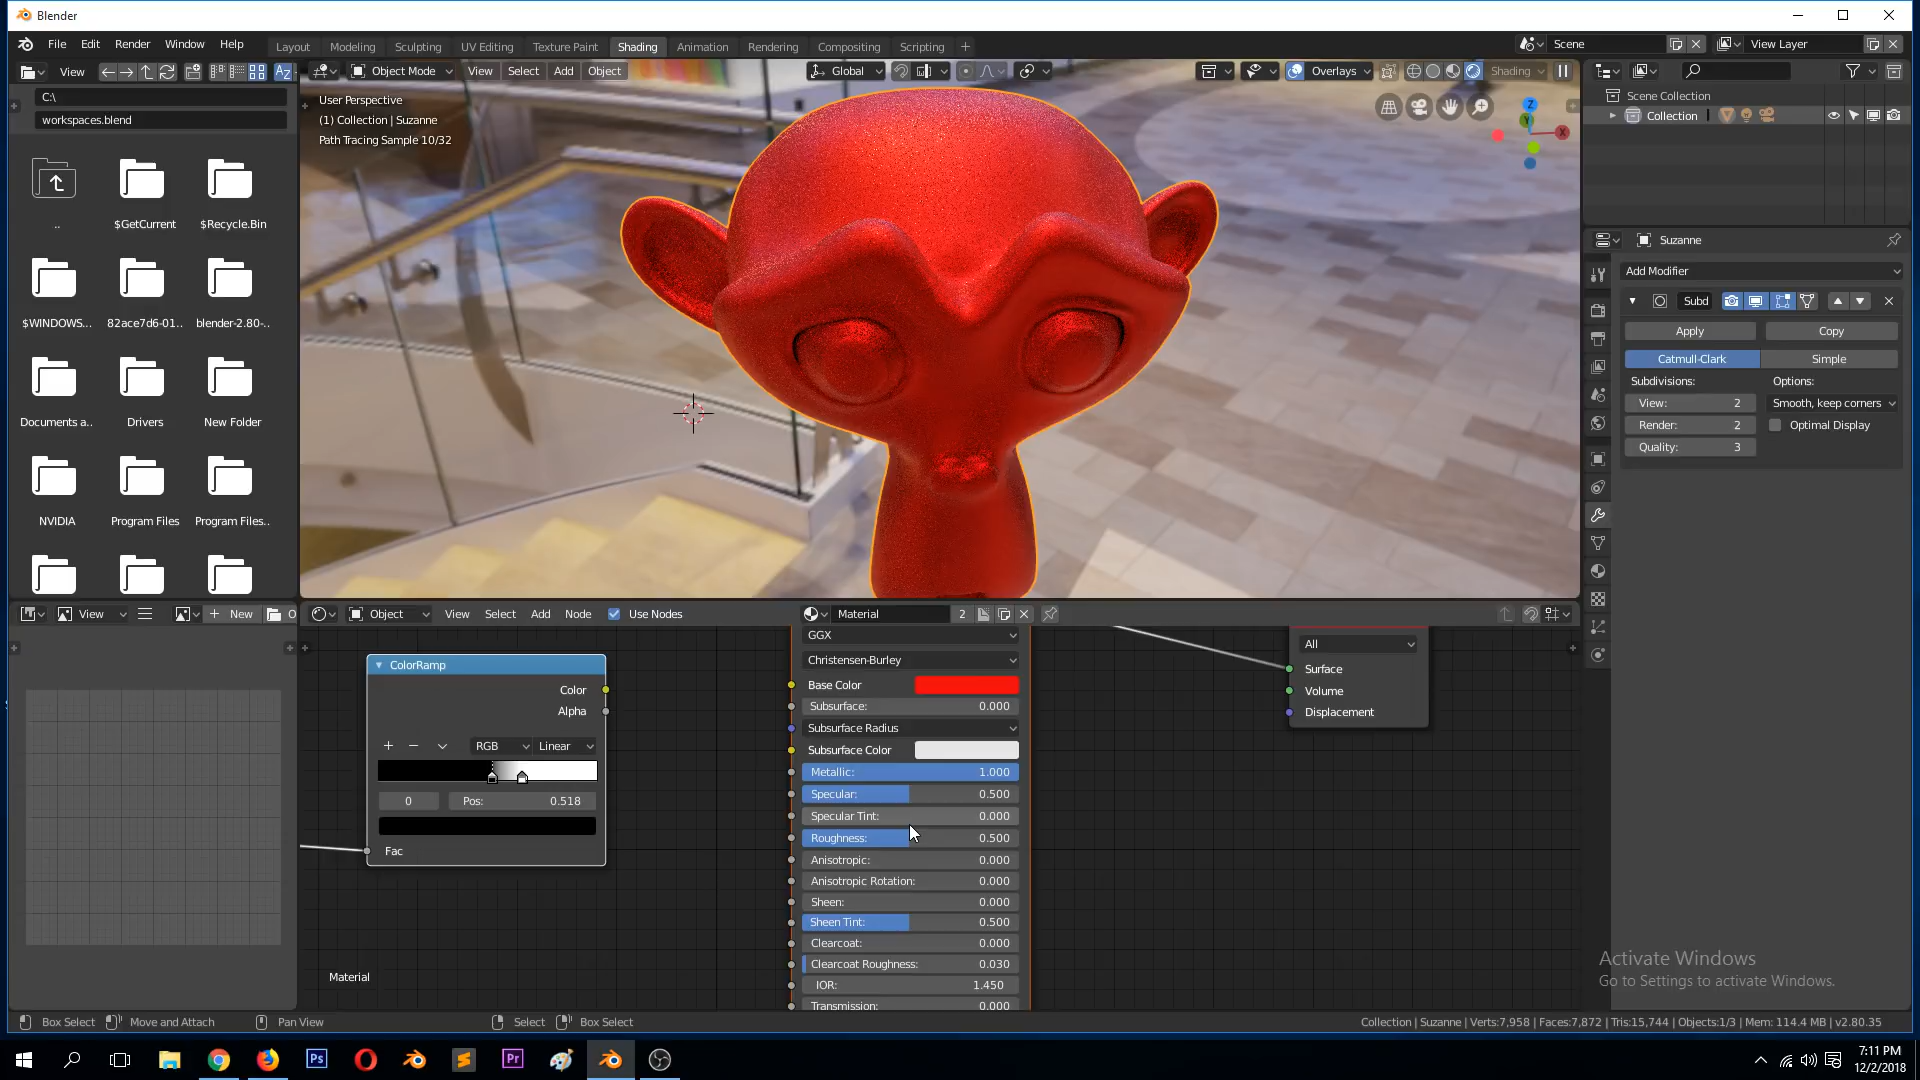 Blender
File Edit Render Window Help
Layout Modeling Sculpting UV Editing Texture Paint Shading Animation Rendering Compositing Scripting +
Scene
View Layer
View
C:\
workspaces.blend
..
$GetCurrent
$Recycle.Bin
$WINDOWS...
82ace7d6-01..
blender-2.80-..
Documents a..
Drivers
New Folder
NVIDIA
Program Files
Program Files..
Object Mode View Select Add Object
Global
Overlays
Shading
User Perspective
(1) Collection | Suzanne
Path Tracing Sample 10/32
Z
Y
X
Scene Collection
Collection
Suzanne
Add Modifier
Subd
Apply
Copy
Catmull-Clark
Simple
Subdivisions:
Options:
View: 2
Smooth, keep corners
Render: 2
Optimal Display
Quality: 3
View
+ New
O
Object View Select Add Node Use Nodes
Material 2
ColorRamp
Color
Alpha
RGB
Linear
0
Pos: 0.518
Fac
Material
GGX
Christensen-Burley
Base Color
Subsurface: 0.000
Subsurface Radius
Subsurface Color
Metallic: 1.000
Specular: 0.500
Specular Tint: 0.000
Roughness: 0.500
Anisotropic: 0.000
Anisotropic Rotation: 0.000
Sheen: 0.000
Sheen Tint: 0.500
Clearcoat: 0.000
Clearcoat Roughness: 0.030
IOR: 1.450
Transmission: 0.000
All
Surface
Volume
Displacement
Activate Windows
Go to Settings to activate Windows.
Box Select
Move and Attach
Pan View
Select
Box Select
Collection | Suzanne | Verts:7,958 | Faces:7,872 | Tris:15,744 | Objects:1/3 | Mem: 114.4 MB | v2.80.35
Ps
Pr
7:11 PM
12/2/2018